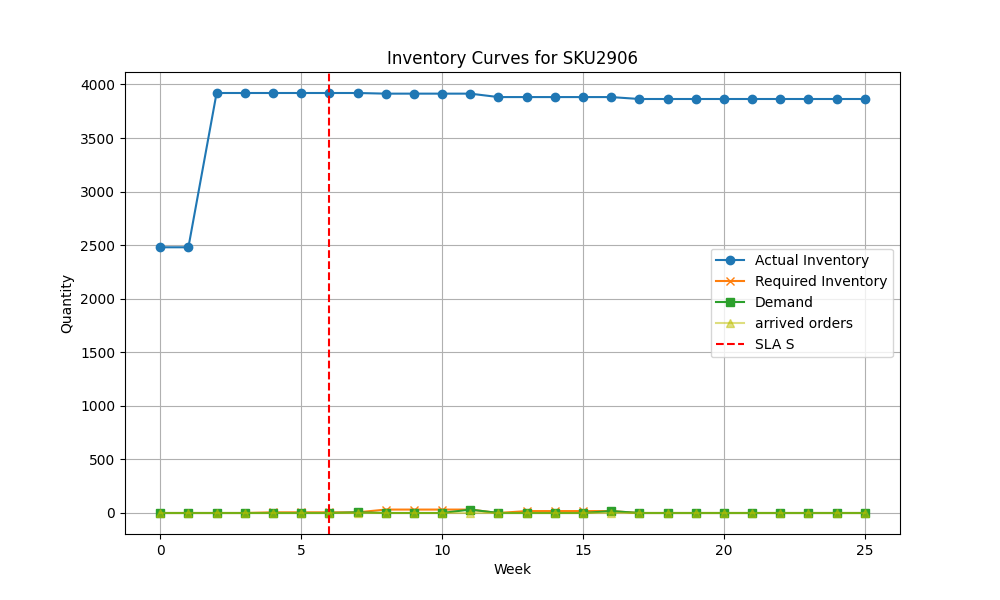 Inventory Curves for SKU2906
4000
3500
3000
2500
2000
1500
1000
500
0
Quantity
Actual Inventory
Required Inventory
Demand
arrived orders
SLA S
0 5 10 15 20 25
Week